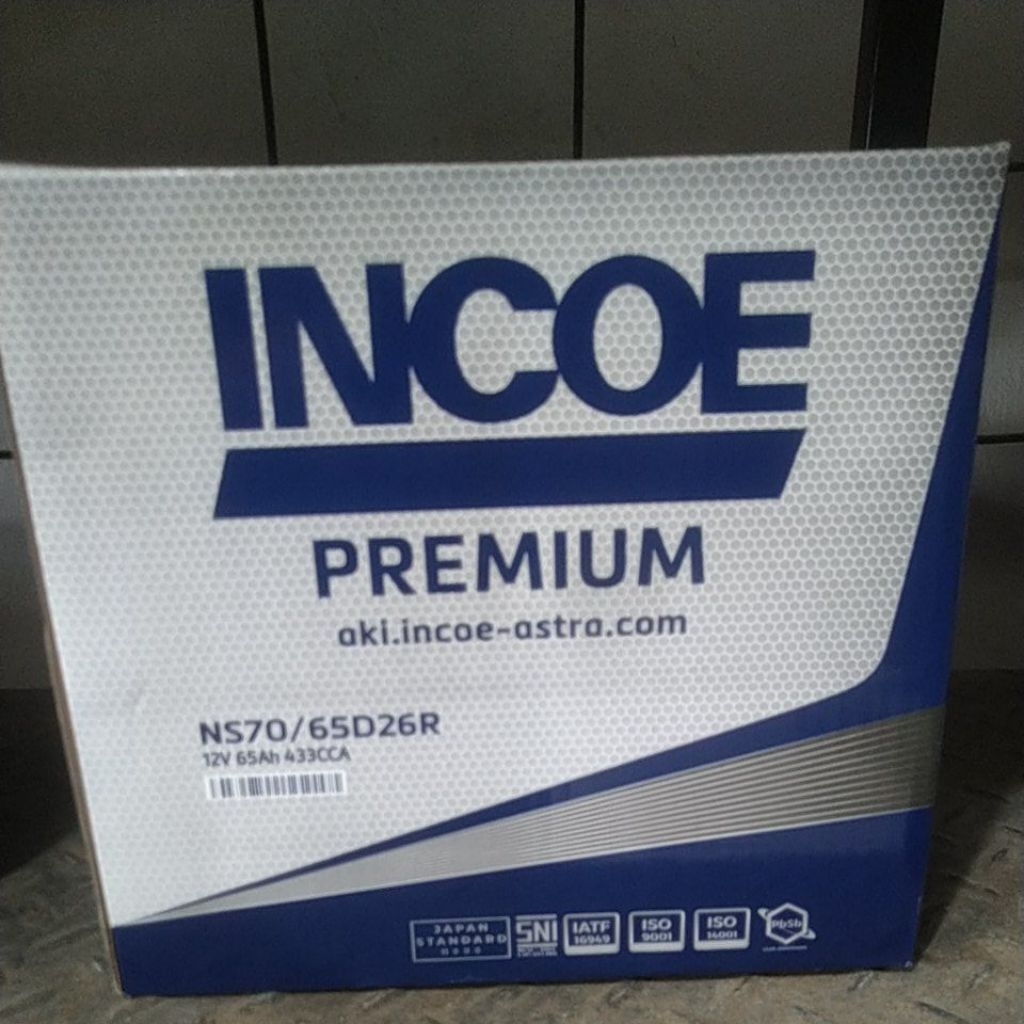 INCOE
PREMIUM
aki.incoe-astra.com
NS70/65D26R
12V 65Ah 433CCA
JAPAN
STANDARD
SNI
IATF
16949
ISO
9001
ISO
14001
PbSb